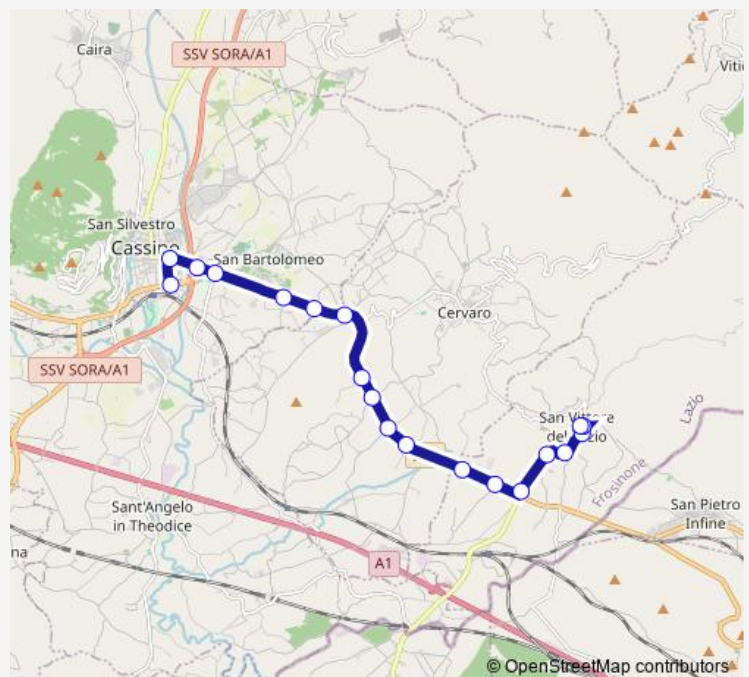 Caira
SSV SORA/A1
Viti
San Silvestro
Cassino
San Bartolomeo
Cervaro
SSV SORA/A1
San Vittore
del Lazio
Lazio
Frosinone
Sant'Angelo
in Theodice
San Pietro
Infine
na
A1
© OpenStreetMap contributors